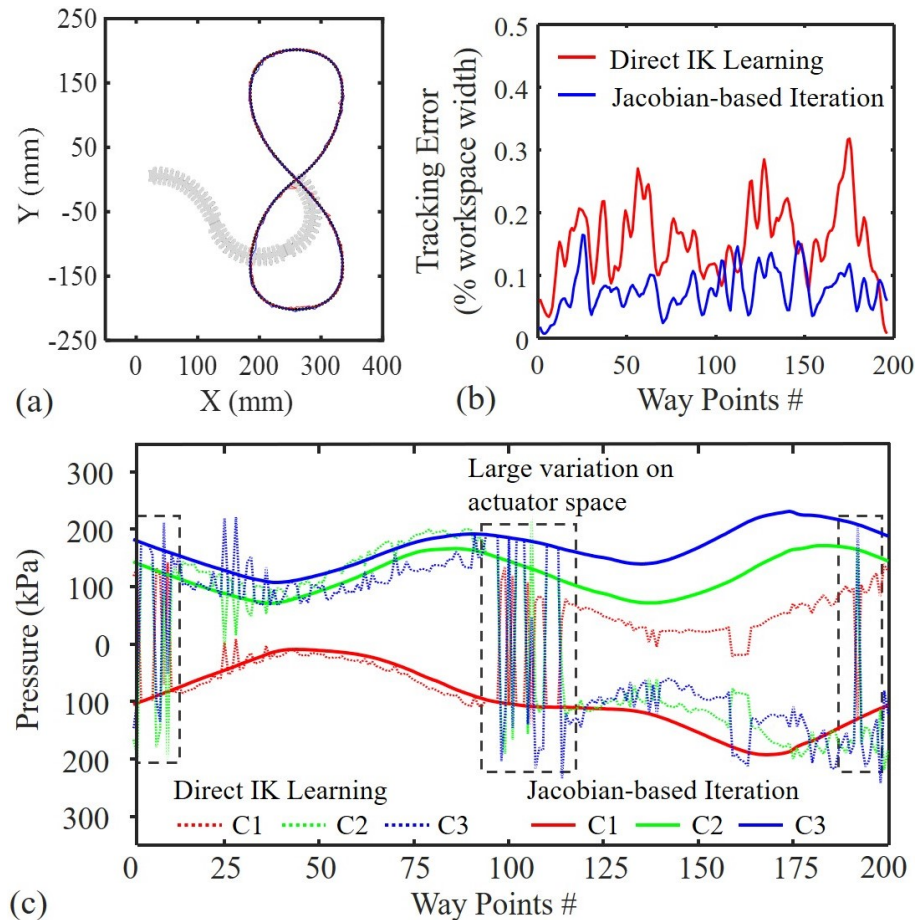 250
200
150
100
50
0
-50
-100
-150
-250
Y (mm)
0 100 200 300 400
X (mm)
(a)
0.5
0.4
0.3
0.2
0.1
0
Tracking Error
(% workspace width)
Direct IK Learning
Jacobian-based Iteration
0 50 100 150 200
Way Points #
(b)
300
200
100
0
100
200
300
Pressure (kPa)
Large variation on
actuator space
Direct IK Learning
C1 C2 C3
Jacobian-based Iteration
C1 C2 C3
0 25 50 75 100 125 150 175 200
Way Points #
(c)